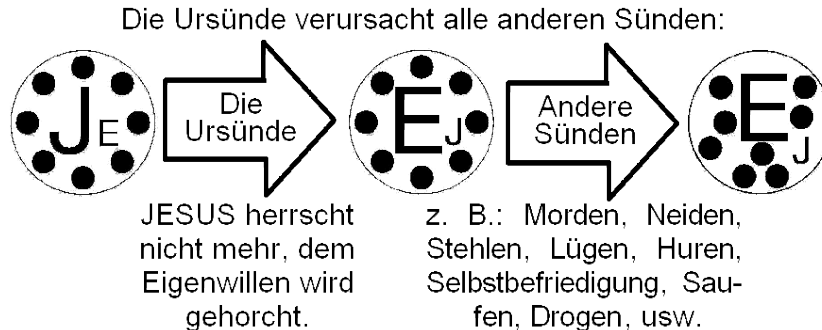 Die Ursünde verursacht alle anderen Sünden:
J E
Die
Ursünde
E J
Andere
Sünden
E J
JESUS herrscht
nicht mehr, dem
Eigenwillen wird
gehorcht.
z. B.: Morden, Neiden,
Stehlen, Lügen, Huren,
Selbstbefriedigung, Sau-
fen, Drogen, usw.